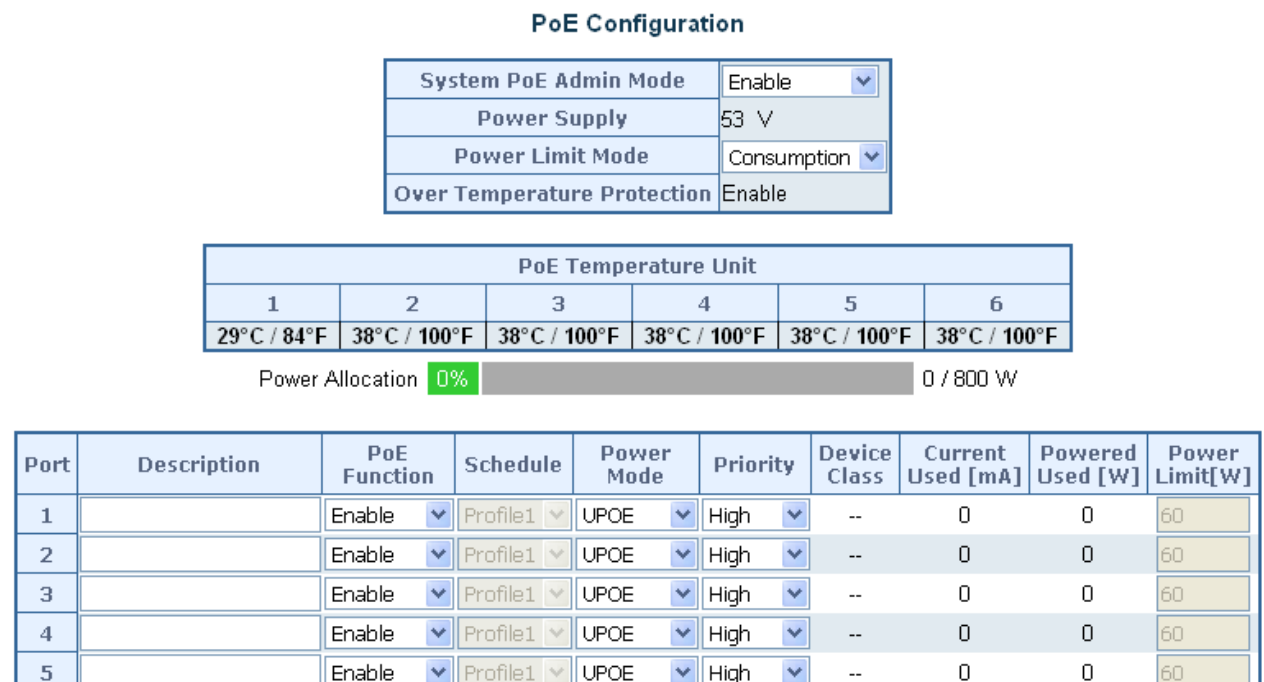 PoE Configuration
System PoE Admin Mode Enable
Power Supply 53 V
Power Limit Mode Consumption
Over Temperature Protection Enable
PoE Temperature Unit
1 2 3 4 5 6
29°C / 84°F 38°C / 100°F 38°C / 100°F 38°C / 100°F 38°C / 100°F 38°C / 100°F
Power Allocation 0% 0 / 800 W
Port Description PoE Function Schedule Power Mode Priority Device Class Current Used [mA] Powered Used [W] Power Limit[W]
1 Enable Profile1 UPOE High -- 0 0 60
2 Enable Profile1 UPOE High -- 0 0 60
3 Enable Profile1 UPOE High -- 0 0 60
4 Enable Profile1 UPOE High -- 0 0 60
5 Enable Profile1 UPOE High -- 0 0 60